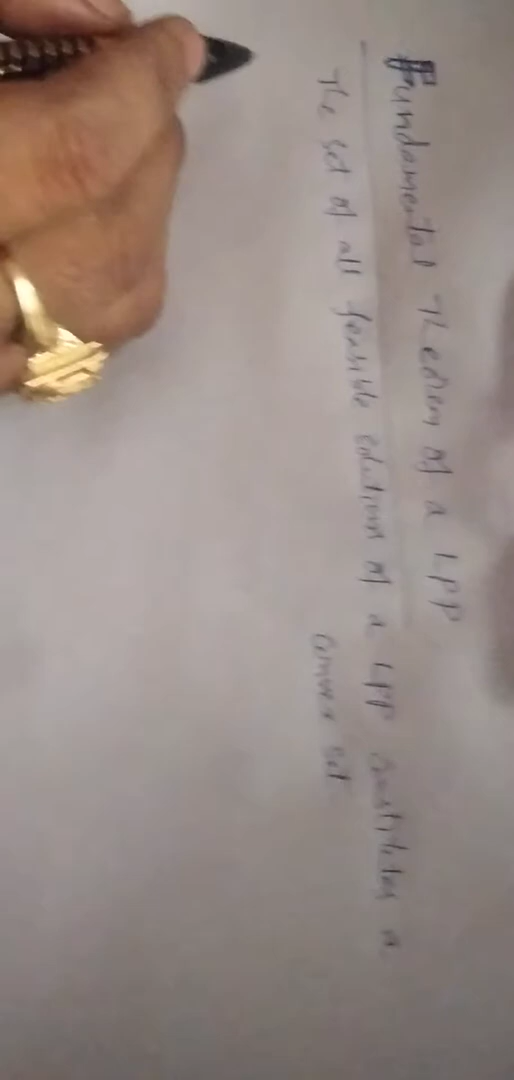 Fundamental Theorem of a LPP
The set of all feasible solutions of a LPP constitutes a
convex set